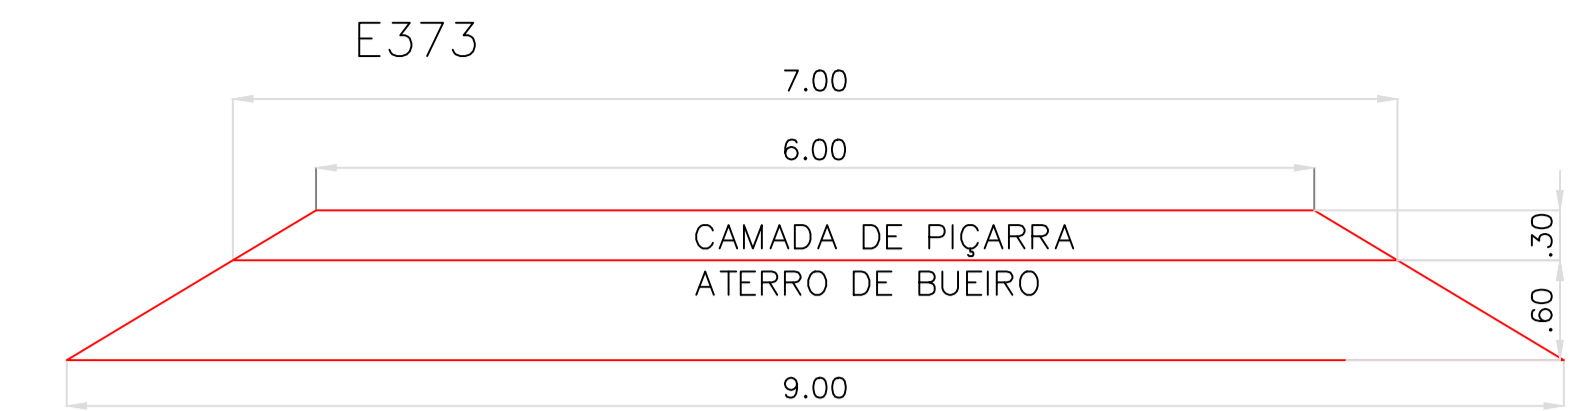 E373
7.00
6.00
CAMADA DE PIÇARRA
.30
ATERRO DE BUEIRO
.60
9.00